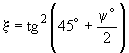 ξ = tg²(45° + ψ°/2)